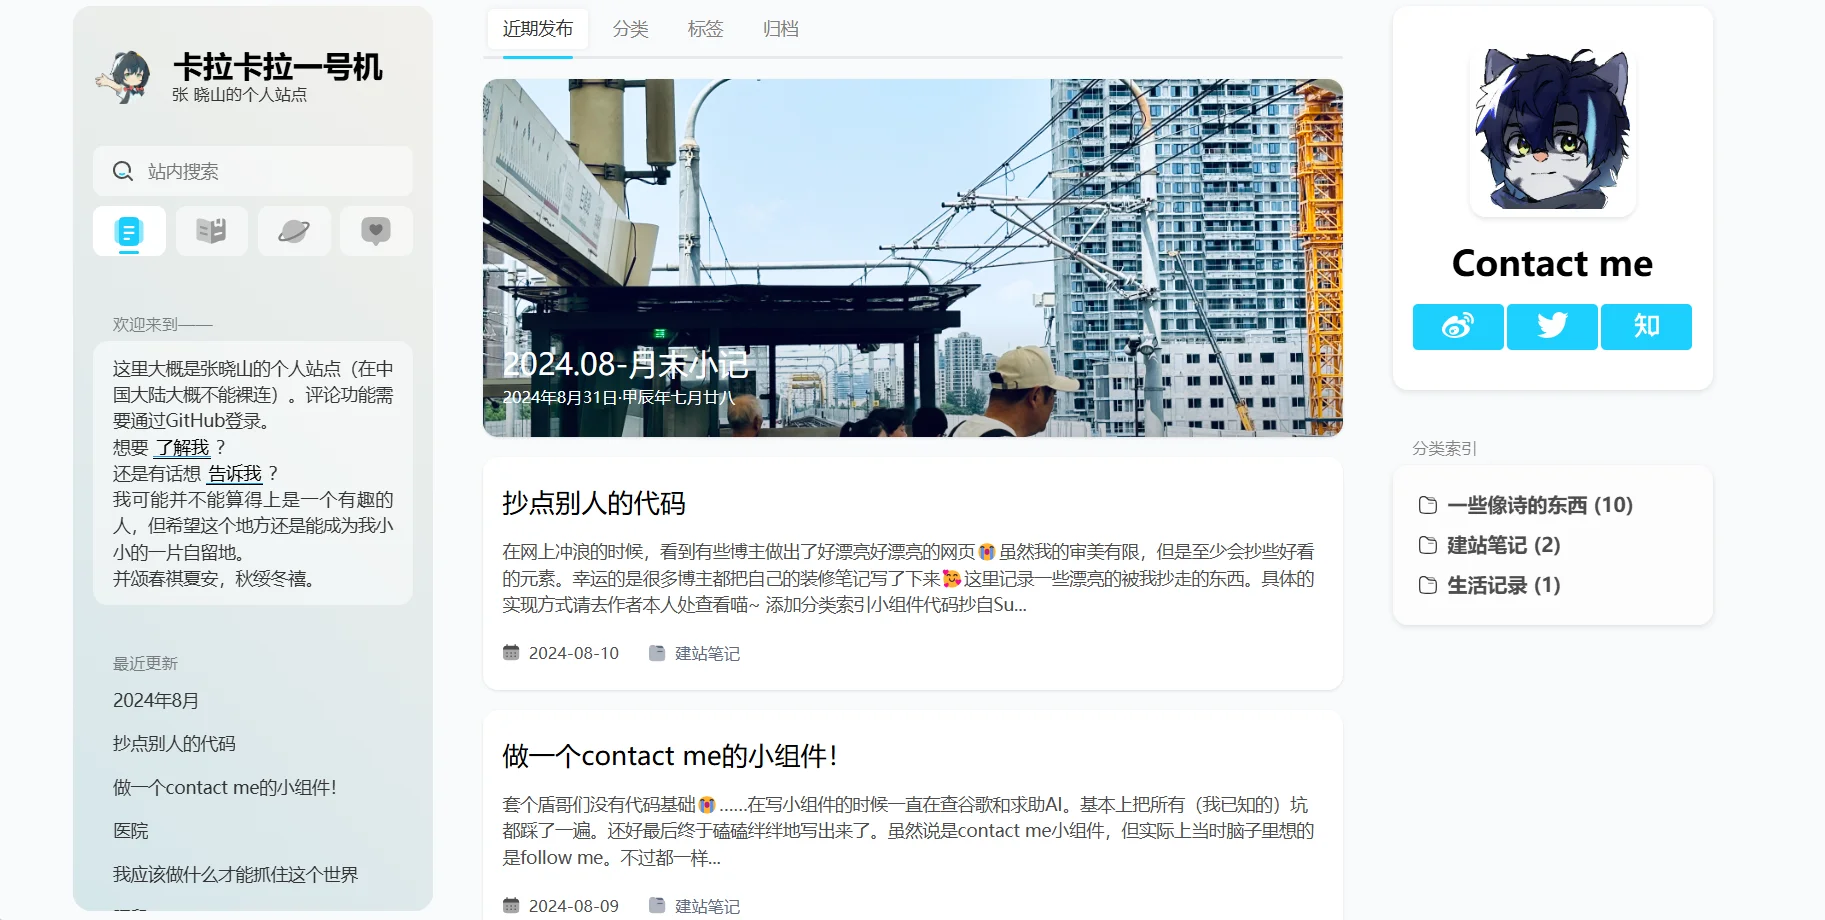 卡拉卡拉一号机
张 晓山的个人站点
站内搜索
欢迎来到——
这里大概是张晓山的个人站点（在中
国大陆大概不能裸连）。评论功能需
要通过GitHub登录。
想要 了解我 ？
还是有话想 告诉我 ？
我可能并不能算得上是一个有趣的
人，但希望这个地方还是能成为我小
小的一片自留地。
并颂春祺夏安，秋绥冬禧。
最近更新
2024年8月
抄点别人的代码
做一个contact me的小组件！
医院
我应该做什么才能抓住这个世界
近期发布
分类
标签
归档
2024.08-月末小记
2024年8月31日·甲辰年七月廿八
抄点别人的代码
在网上冲浪的时候，看到有些博主做出了好漂亮好漂亮的网页😭虽然我的审美有限，但是至少会抄些好看
的元素。幸运的是很多博主都把自己的装修笔记写了下来🥰这里记录一些漂亮的被我抄走的东西。具体的
实现方式请去作者本人处查看喵~ 添加分类索引小组件代码抄自Su...
2024-08-10 建站笔记
做一个contact me的小组件！
套个盾哥们没有代码基础😭……在写小组件的时候一直在查谷歌和求助AI。基本上把所有（我已知的）坑
都踩了一遍。还好最后终于磕磕绊绊地写出来了。虽然说是contact me小组件，但实际上当时脑子里想的
是follow me。不过都一样...
2024-08-09 建站笔记
Contact me
知
分类索引
一些像诗的东西 (10)
建站笔记 (2)
生活记录 (1)